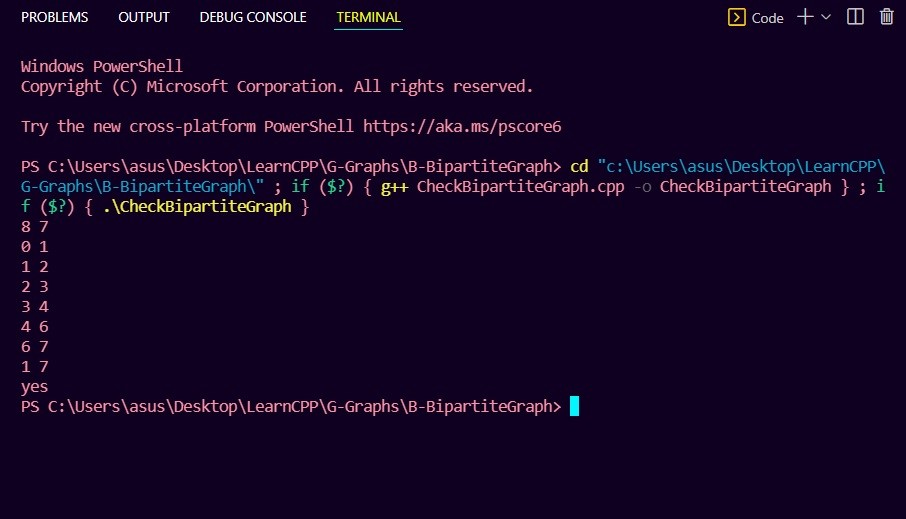 PROBLEMS OUTPUT DEBUG CONSOLE TERMINAL Code
Windows PowerShell
Copyright (C) Microsoft Corporation. All rights reserved.
Try the new cross-platform PowerShell https://aka.ms/pscore6
PS C:\Users\asus\Desktop\LearnCPP\G-Graphs\B-BipartiteGraph> cd "c:\Users\asus\Desktop\LearnCPP\
G-Graphs\B-BipartiteGraph\" ; if ($?) { g++ CheckBipartiteGraph.cpp -o CheckBipartiteGraph } ; i
f ($?) { .\CheckBipartiteGraph }
8 7
0 1
1 2
2 3
3 4
4 6
6 7
1 7
yes
PS C:\Users\asus\Desktop\LearnCPP\G-Graphs\B-BipartiteGraph>